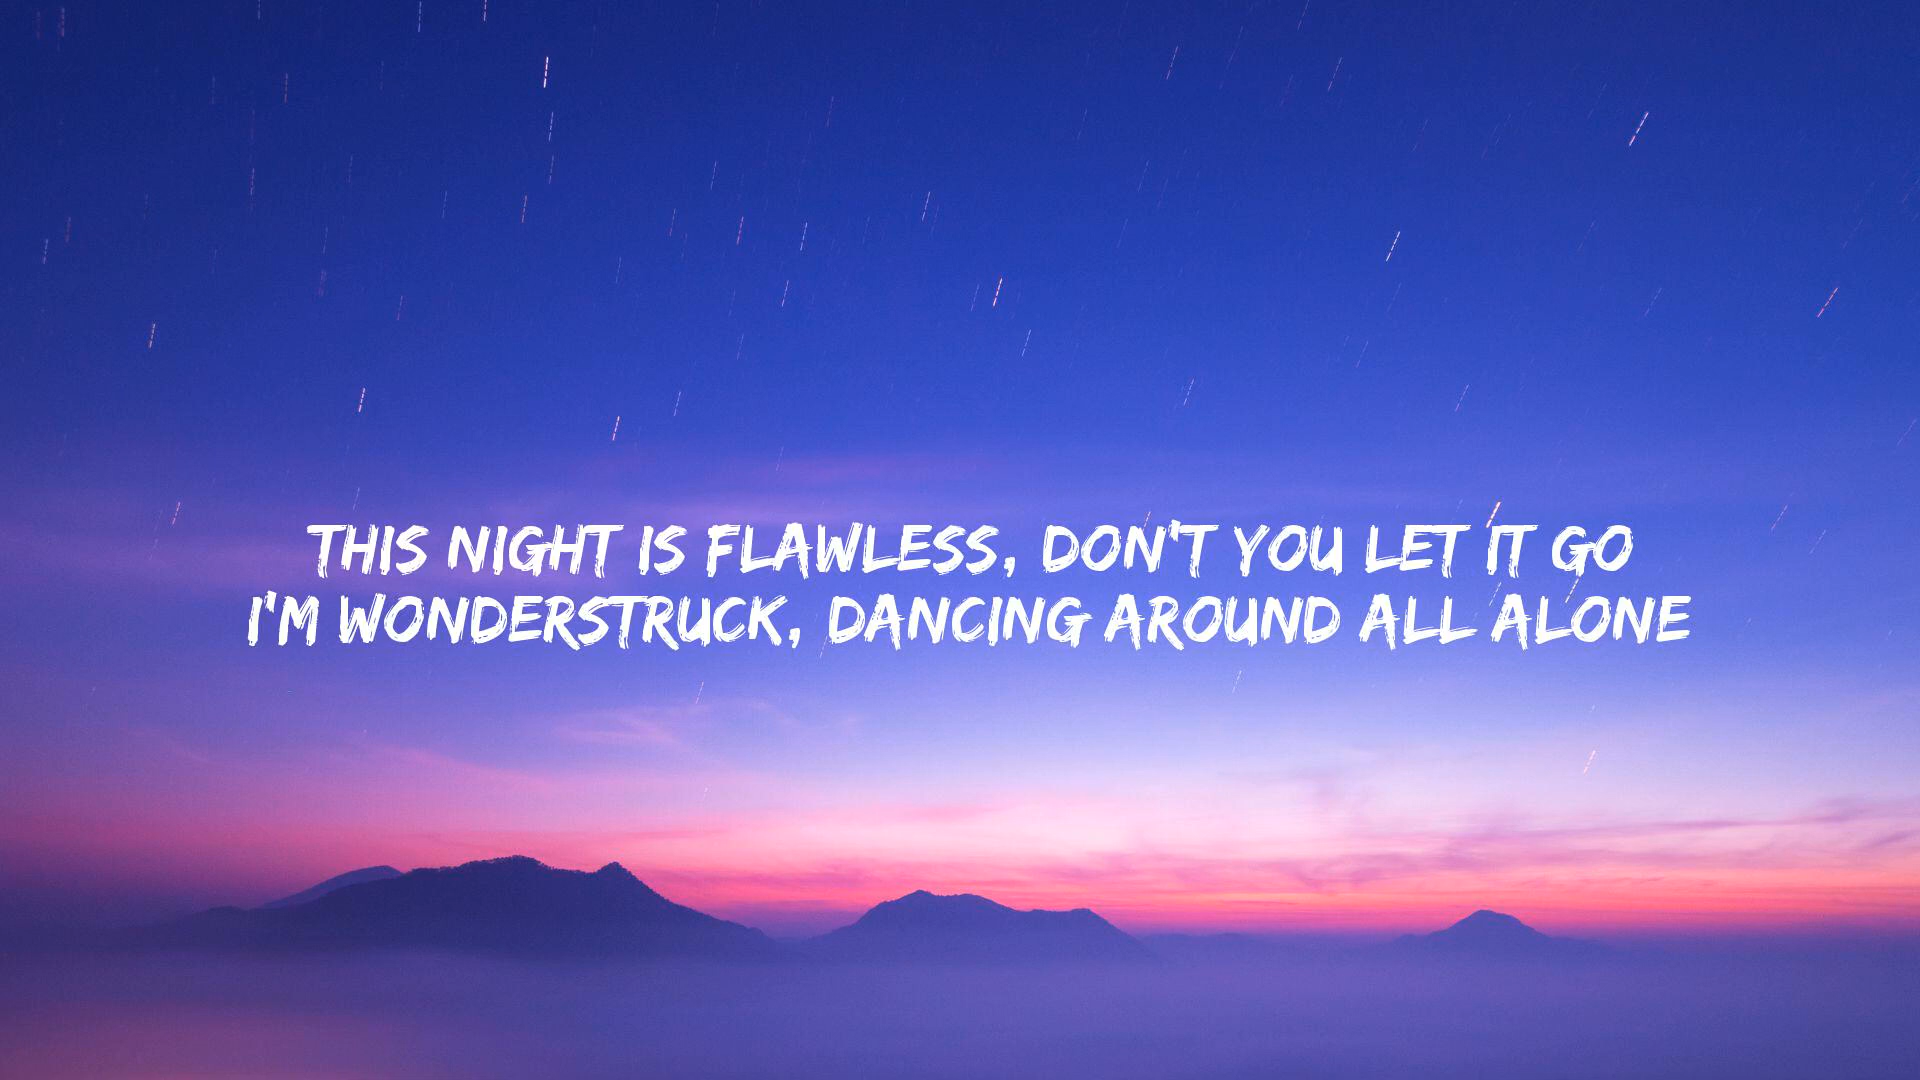 THIS NIGHT IS FLAWLESS, DON'T YOU LET IT GO
I'M WONDERSTRUCK, DANCING AROUND ALL ALONE